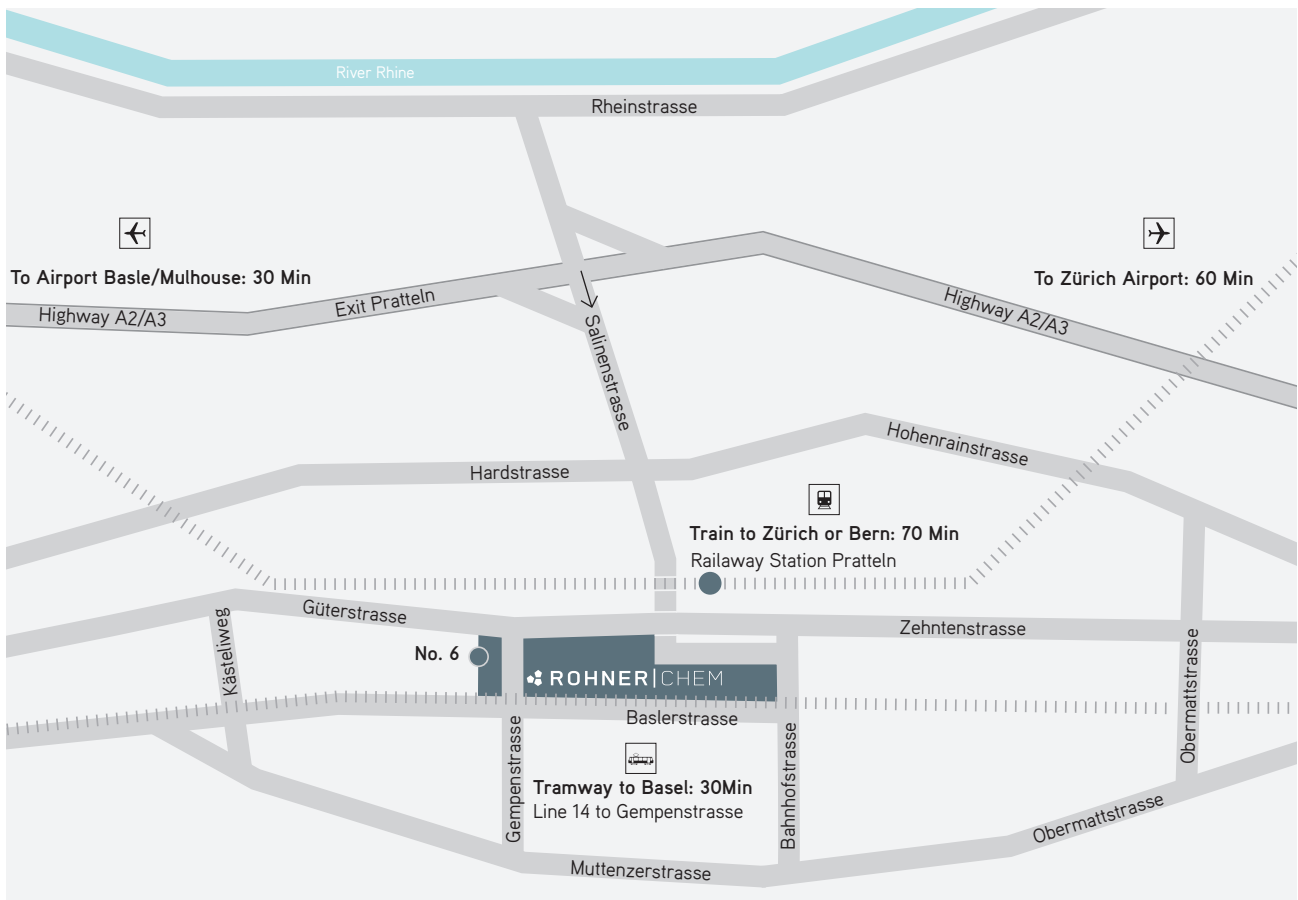 River Rhine
Rheinstrasse
To Airport Basle/Mulhouse: 30 Min
To Zürich Airport: 60 Min
Highway A2/A3
Exit Pratteln
Highway A2/A3
Salinenstrasse
Hardstrasse
Hohenrainstrasse
Train to Zürich or Bern: 70 Min
Railaway Station Pratteln
Güterstrasse
Zehntenstrasse
Kästeliweg
No. 6
ROHNER|CHEM
Obermattstrasse
Baslerstrasse
Gempenstrasse
Tramway to Basel: 30Min
Line 14 to Gempenstrasse
Bahnhofstrasse
Obermattstrasse
Muttenzerstrasse